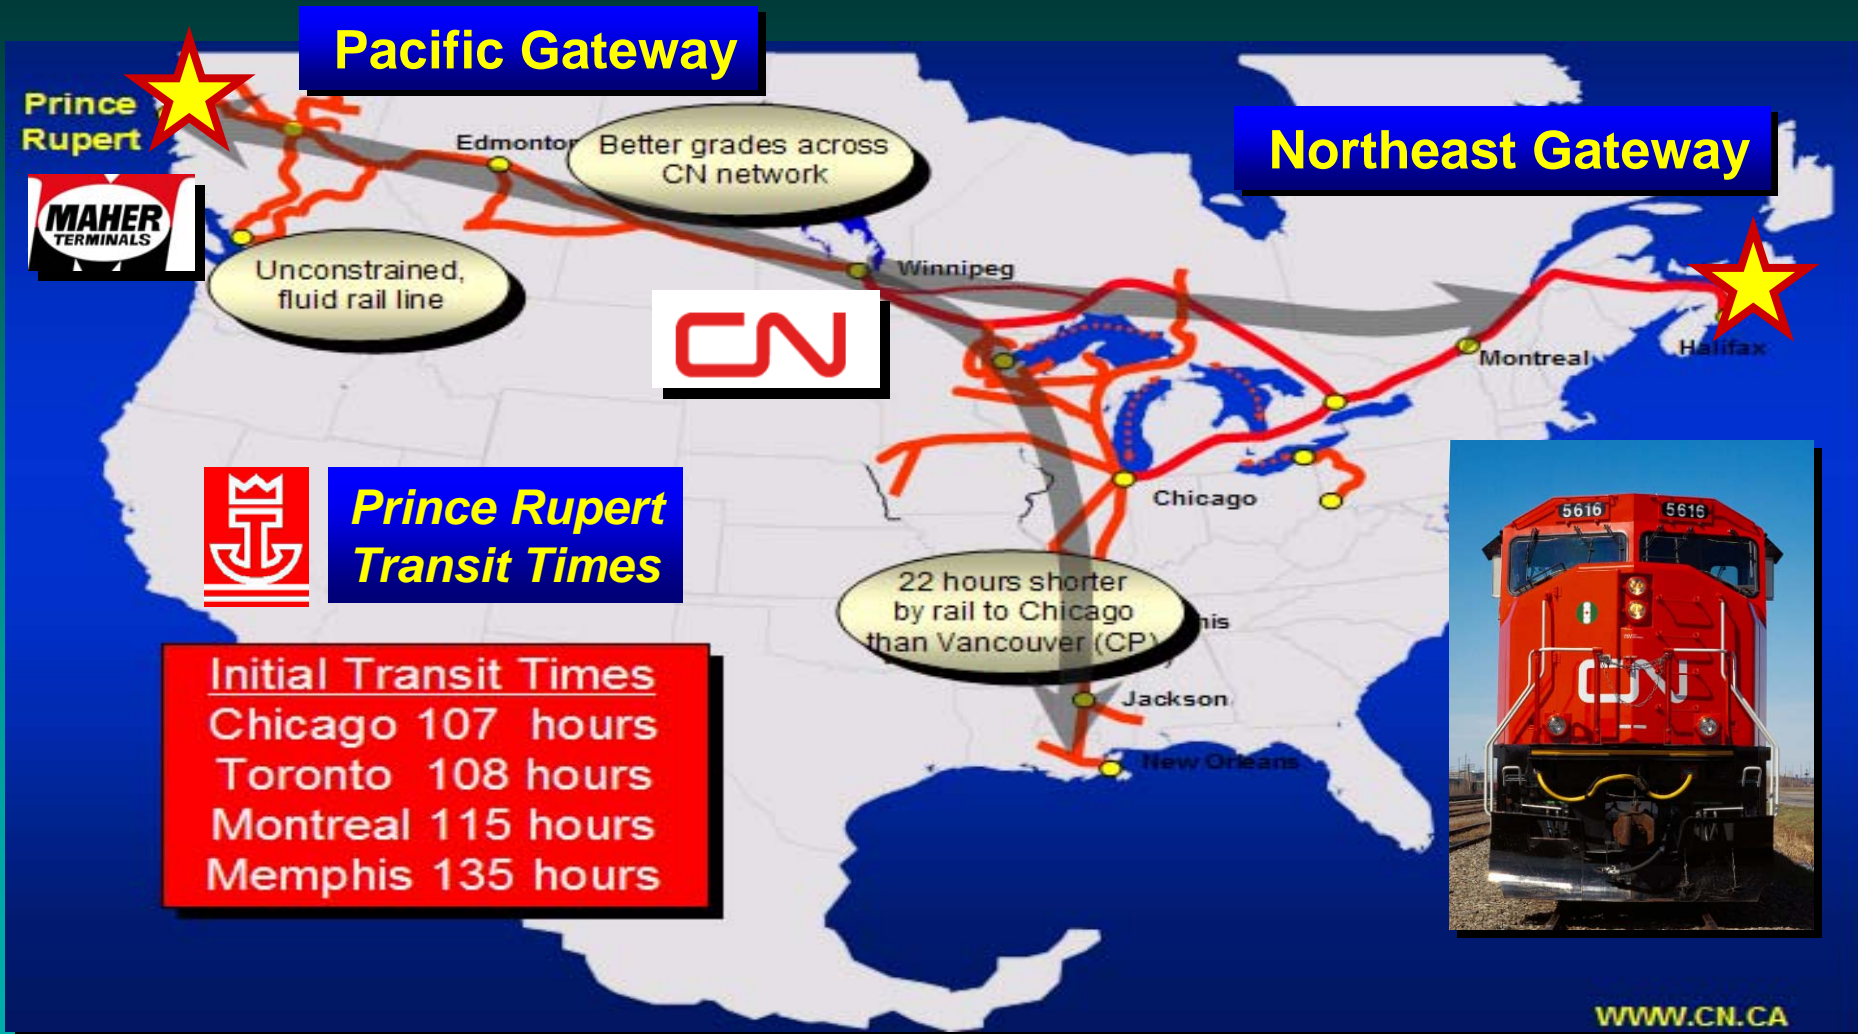 Pacific Gateway
Prince
Rupert
Northeast Gateway
Edmonton
Better grades across
CN network
MAHER
TERMINALS
Unconstrained,
fluid rail line
Winnipeg
CN
Montreal
Halifax
Chicago
Prince Rupert
Transit Times
5616 5616
22 hours shorter
by rail to Chicago
than Vancouver (CP)
CN
Initial Transit Times
Chicago 107 hours
Toronto 108 hours
Montreal 115 hours
Memphis 135 hours
Jackson
New Orleans
WWW.CN.CA